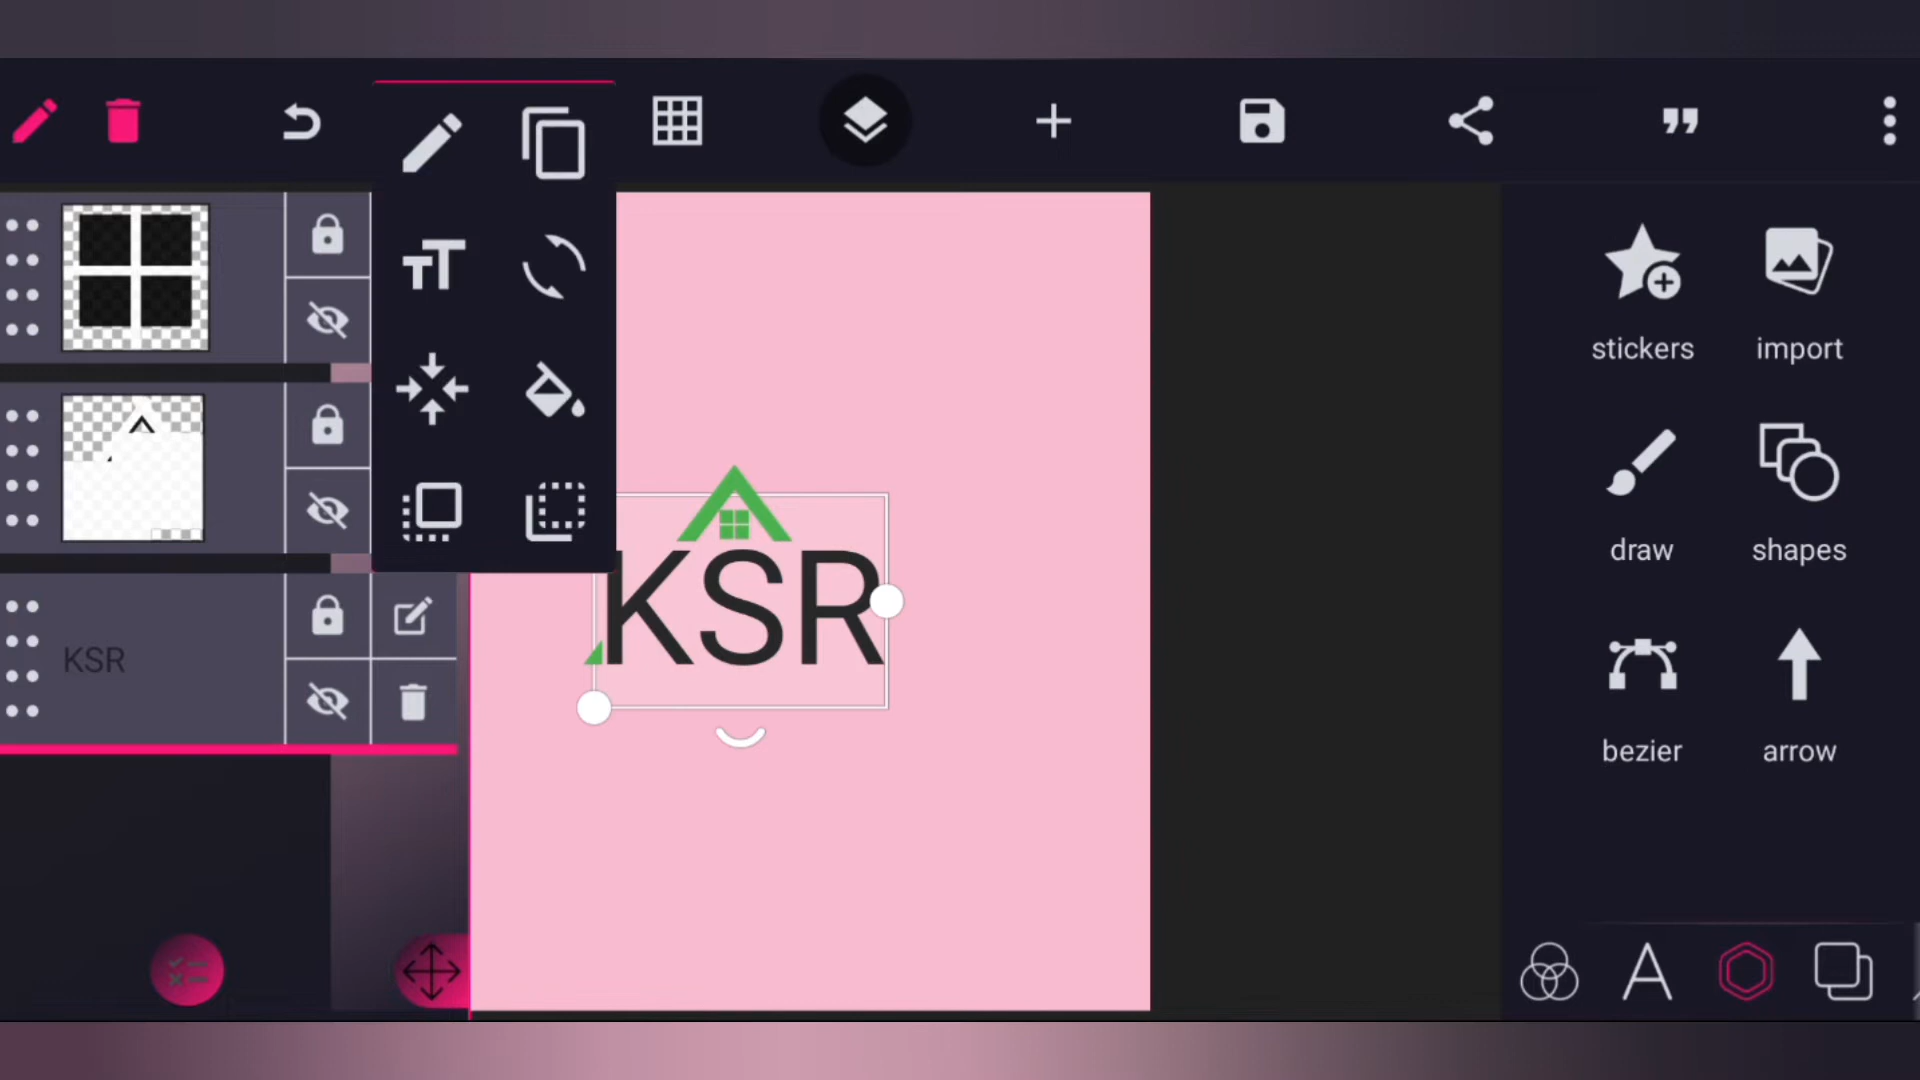 stickers
import
draw
shapes
KSR
KSR
bezier
arrow